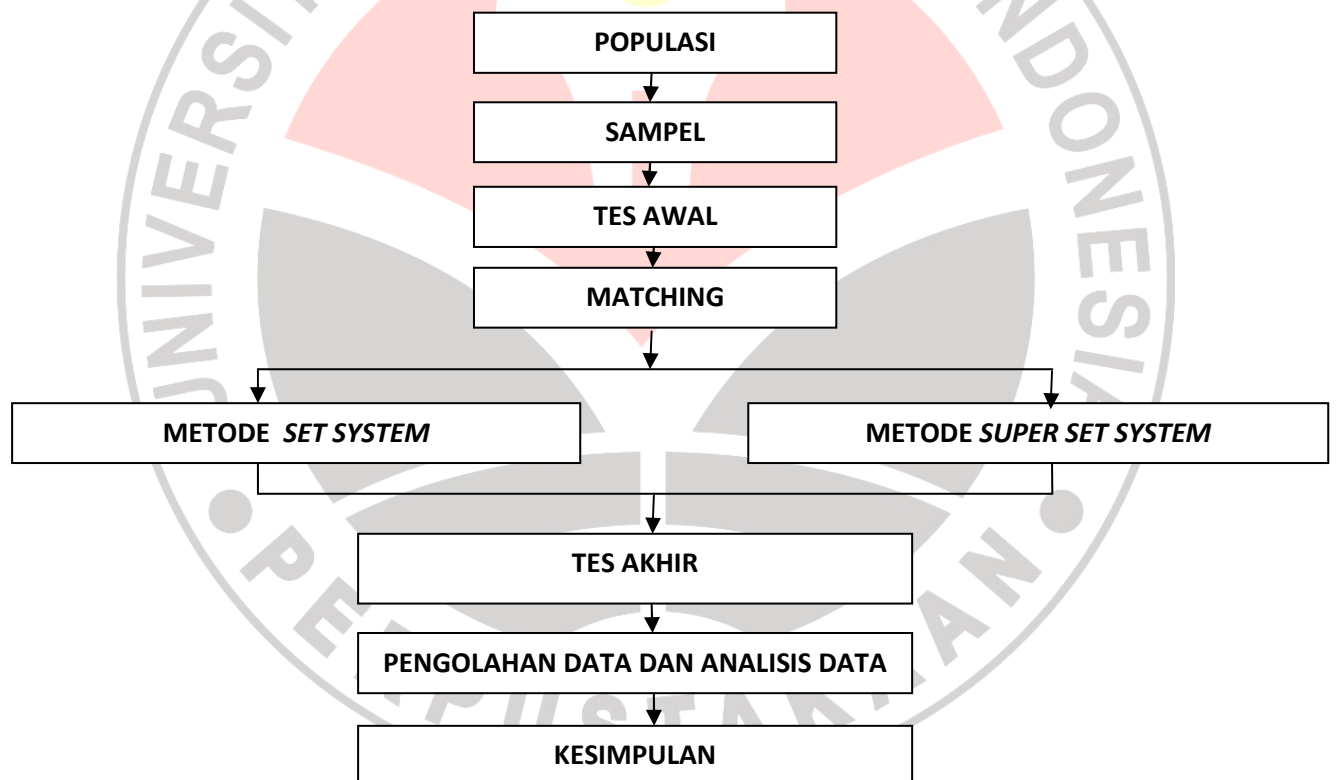 POPULASI
SAMPEL
TES AWAL
MATCHING
METODE SET SYSTEM
METODE SUPER SET SYSTEM
TES AKHIR
PENGOLAHAN DATA DAN ANALISIS DATA
KESIMPULAN